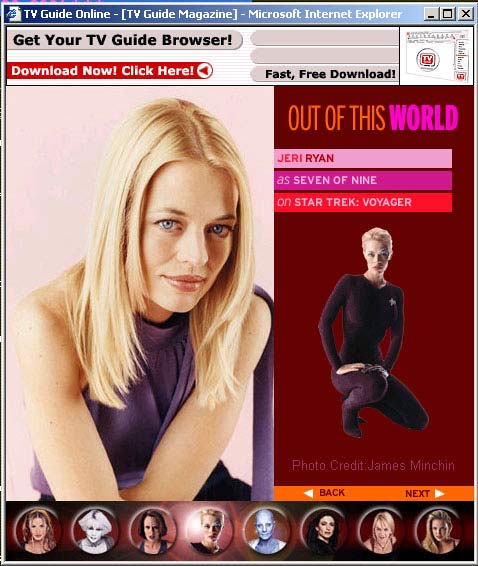 TV Guide Online - [TV Guide Magazine] - Microsoft Internet Explorer
Get Your TV Guide Browser!
Download Now! Click Here!
Fast, Free Download!
TV
OUT OF THIS WORLD
JERI RYAN
as SEVEN OF NINE
on STAR TREK: VOYAGER
Photo Credit:James Minchin
BACK
NEXT